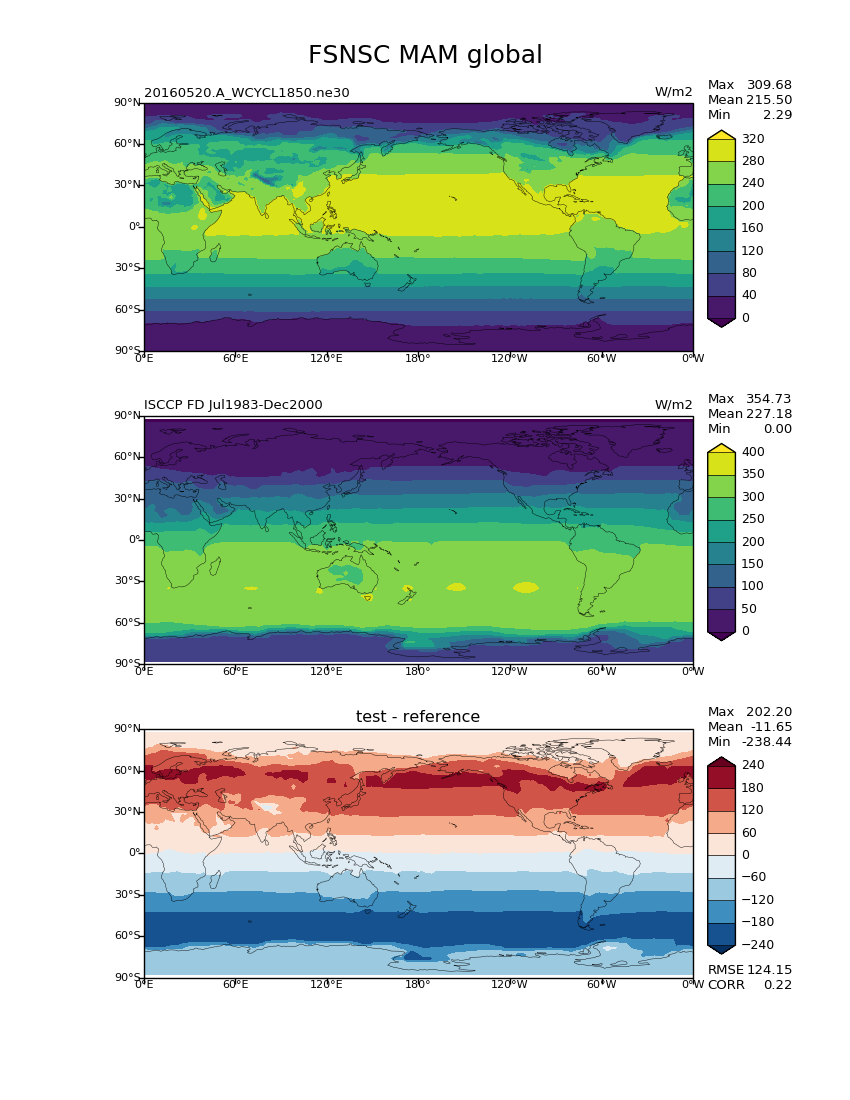 FSNSC MAM global
20160520.A_WCYCL1850.ne30 W/m2
Max 309.68
Mean 215.50
Min 2.29
90°N
60°N
30°N
0°
30°S
60°S
90°S
0°E 60°E 120°E 180° 120°W 60°W 0°W
320
280
240
200
160
120
80
40
0
ISCCP FD Jul1983-Dec2000 W/m2
Max 354.73
Mean 227.18
Min 0.00
90°N
60°N
30°N
0°
30°S
60°S
90°S
0°E 60°E 120°E 180° 120°W 60°W 0°W
400
350
300
250
200
150
100
50
0
test - reference
Max 202.20
Mean -11.65
Min -238.44
90°N
60°N
30°N
0°
30°S
60°S
90°S
0°E 60°E 120°E 180° 120°W 60°W 0°W
240
180
120
60
0
−60
−120
−180
−240
RMSE 124.15
CORR 0.22